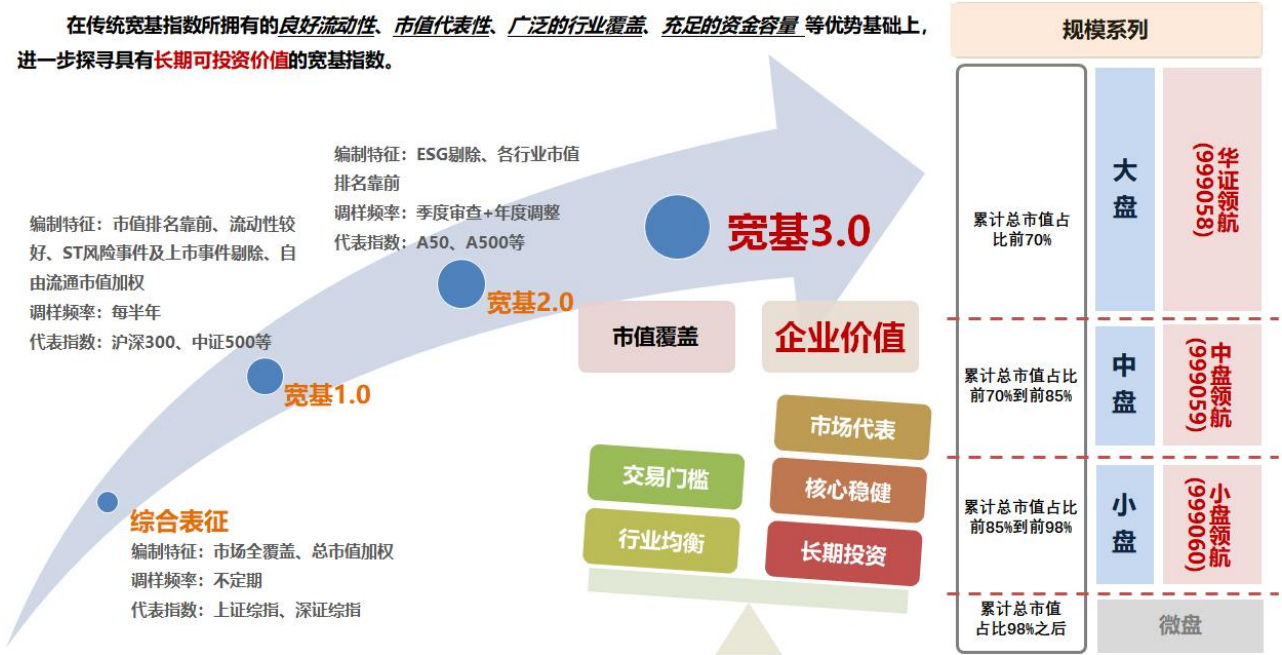 在传统宽基指数所拥有的良好流动性、市值代表性、广泛的行业覆盖、充足的资金容量 等优势基础上，
进一步探寻具有长期可投资价值的宽基指数。
编制特征：ESG剔除、各行业市值
排名靠前
调样频率：季度审查+年度调整
代表指数：A50、A500等
宽基3.0
编制特征：市值排名靠前、流动性较
好、ST风险事件及上市事件剔除、自
由流通市值加权
调样频率：每半年
代表指数：沪深300、中证500等
宽基2.0
宽基1.0
综合表征
编制特征：市场全覆盖、总市值加权
调样频率：不定期
代表指数：上证综指、深证综指
市值覆盖
企业价值
市场代表
交易门槛
核心稳健
行业均衡
长期投资
规模系列
累计总市值占
比前70%
大盘
华证领航
(999058)
累计总市值占比
前70%到前85%
中盘
中盘领航
(999059)
累计总市值占比
前85%到前98%
小盘
小盘领航
(999060)
累计总市值
占比98%之后
微盘